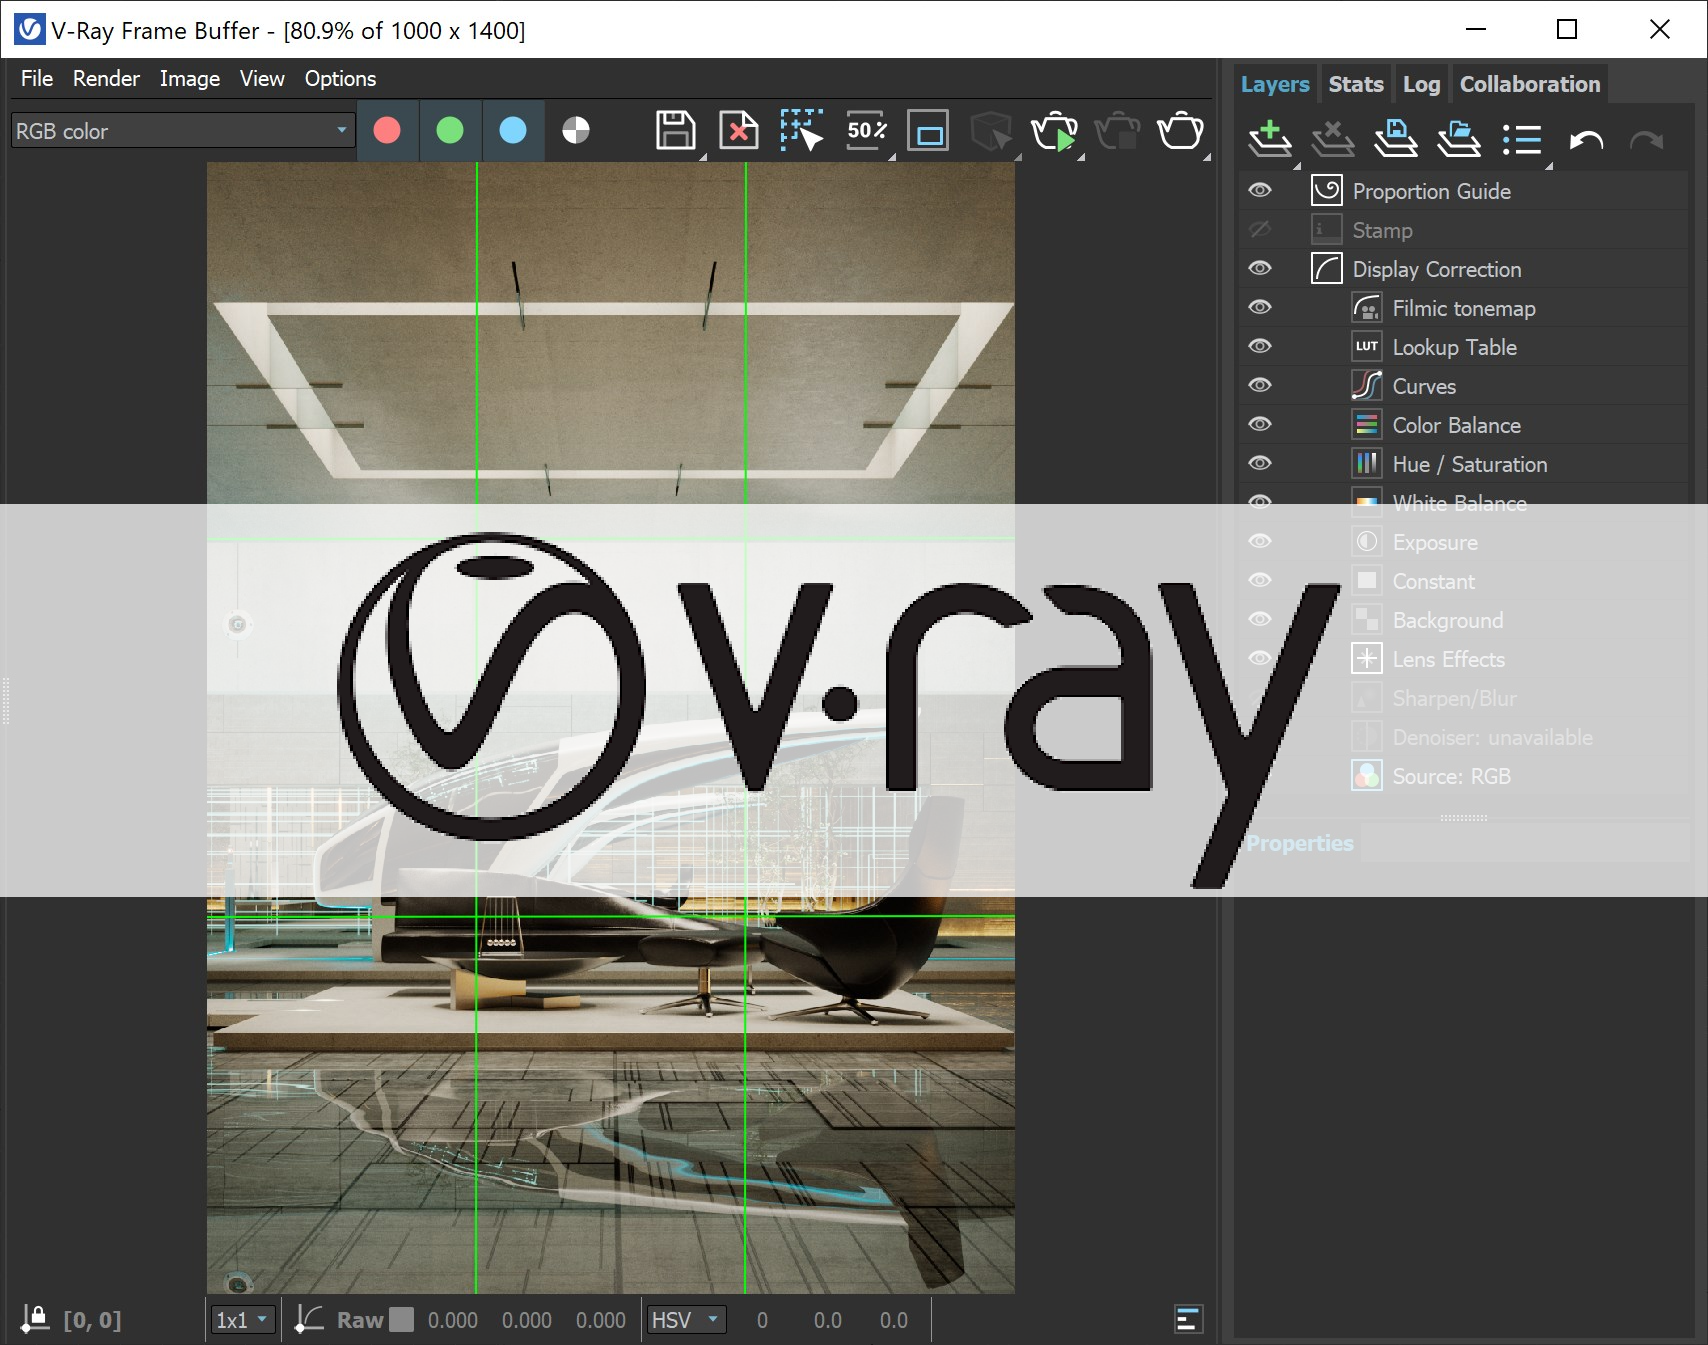 V-Ray Frame Buffer - [80.9% of 1000 x 1400]
File Render Image View Options
RGB color
50%
Layers Stats Log Collaboration
Proportion Guide
Stamp
Display Correction
Filmic tonemap
LUT Lookup Table
Curves
Color Balance
Hue / Saturation
White Balance
Exposure
Constant
Background
Lens Effects
Sharpen/Blur
Denoiser: unavailable
Source: RGB
Properties
v·ray
[0, 0]
1x1
Raw 0.000 0.000 0.000
HSV 0 0.0 0.0